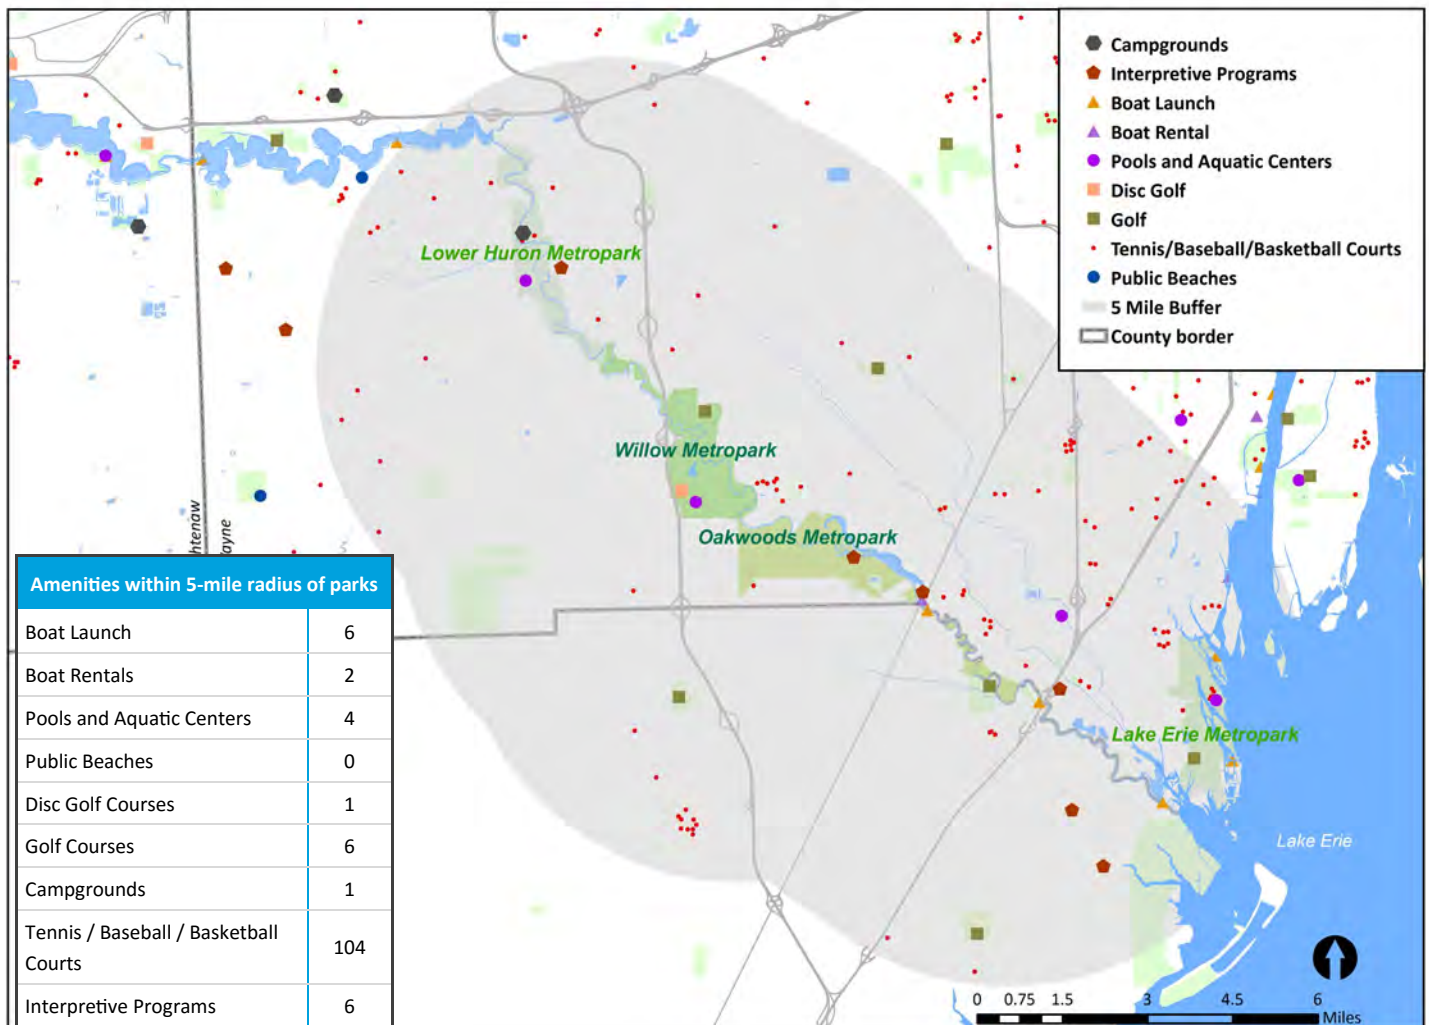 Campgrounds
Interpretive Programs
Boat Launch
Boat Rental
Pools and Aquatic Centers
Disc Golf
Golf
Tennis/Baseball/Basketball Courts
Public Beaches
5 Mile Buffer
County border
Lower Huron Metropark
Willow Metropark
Oakwoods Metropark
htenaw
ayne
Lake Erie Metropark
Lake Erie
Amenities within 5-mile radius of parks
Boat Launch 6
Boat Rentals 2
Pools and Aquatic Centers 4
Public Beaches 0
Disc Golf Courses 1
Golf Courses 6
Campgrounds 1
Tennis / Baseball / Basketball
Courts 104
Interpretive Programs 6
0 0.75 1.5 3 4.5 6
Miles